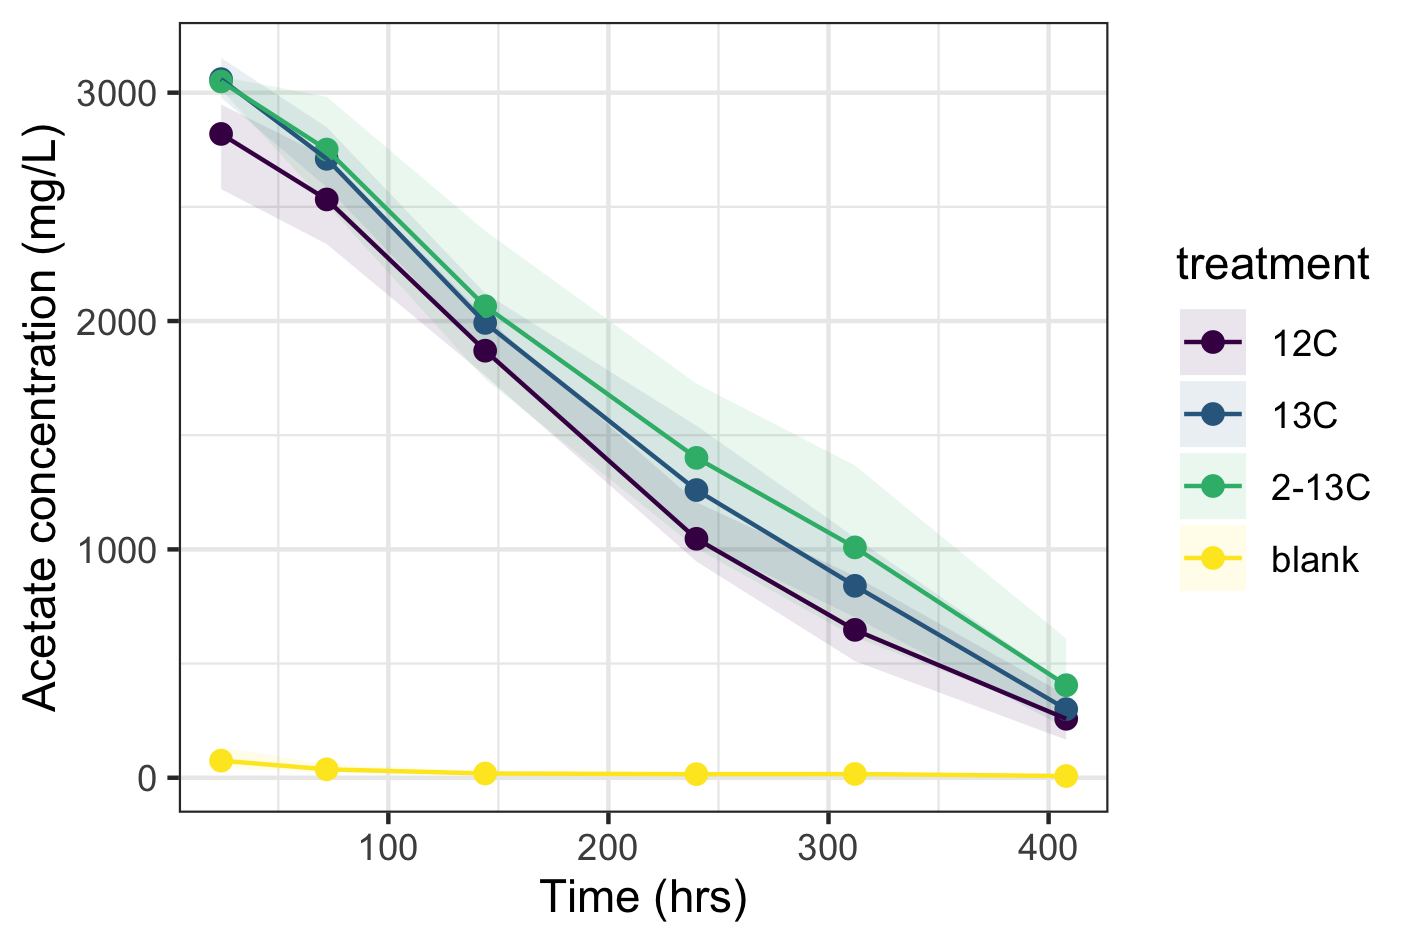 Acetate concentration (mg/L)
3000
2000
1000
0
100 200 300 400
Time (hrs)
treatment
12C
13C
2-13C
blank